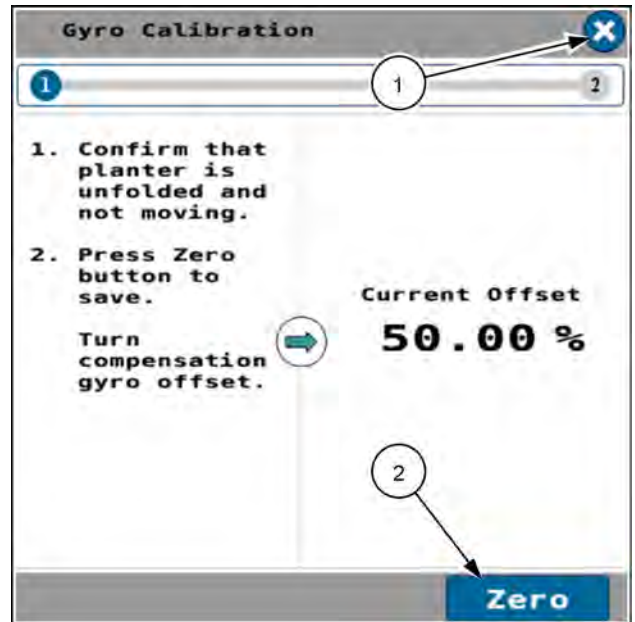 Gyro Calibration
1
1
2
1. Confirm that
planter is
unfolded and
not moving.
2. Press Zero
button to
save.
Turn
compensation
gyro offset.
Current Offset
50.00 %
2
Zero